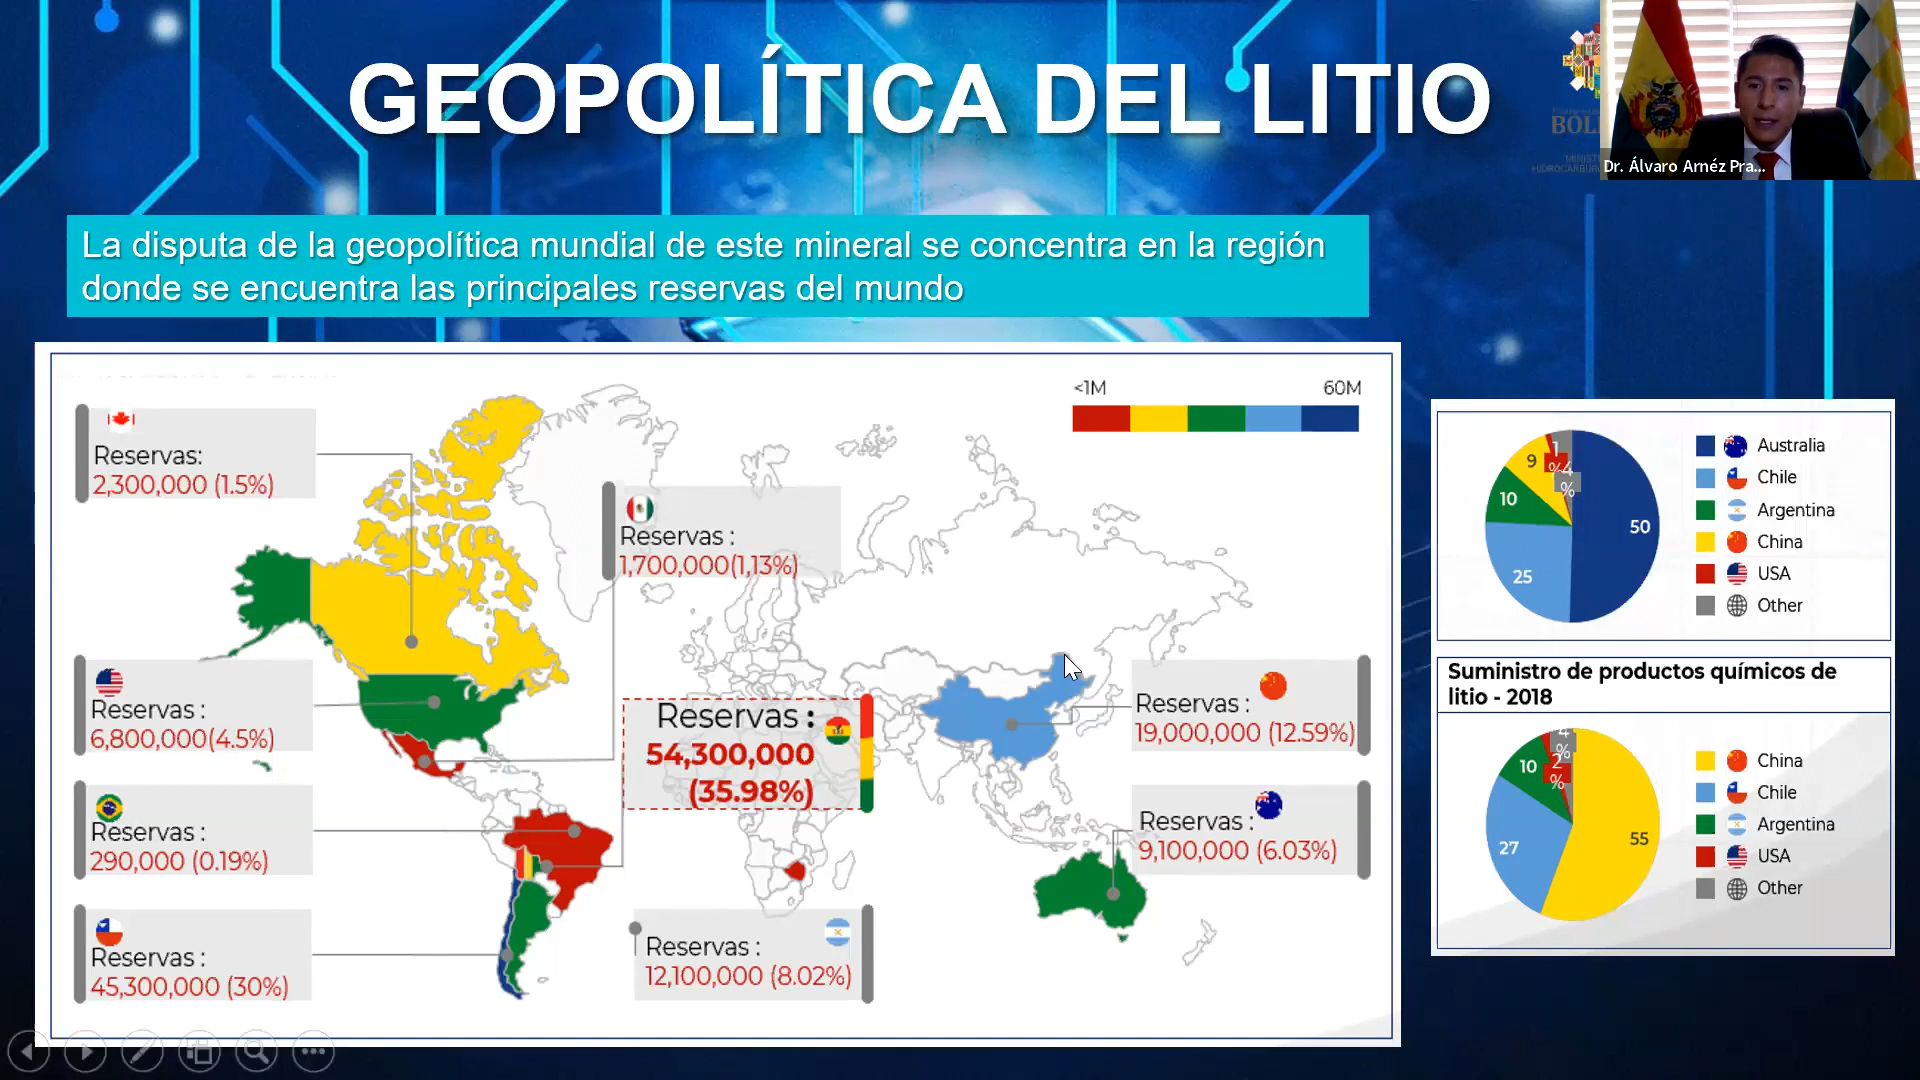 GEOPOLÍTICA DEL LITIO
Dr. Álvaro Arnéz Pra...
La disputa de la geopolítica mundial de este mineral se concentra en la región
donde se encuentra las principales reservas del mundo
<1M 60M
Reservas:
2,300,000 (1.5%)
Reservas :
1,700,000(1,13%)
Reservas :
6,800,000(4.5%)
Reservas :
54,300,000
(35.98%)
Reservas :
19,000,000 (12.59%)
Reservas :
290,000 (0.19%)
Reservas :
9,100,000 (6.03%)
Reservas :
45,300,000 (30%)
Reservas :
12,100,000 (8.02%)
50
25
10
9
1
%
4
%
Australia
Chile
Argentina
China
USA
Other
Suministro de productos químicos de
litio - 2018
55
27
10
2
%
4
%
China
Chile
Argentina
USA
Other